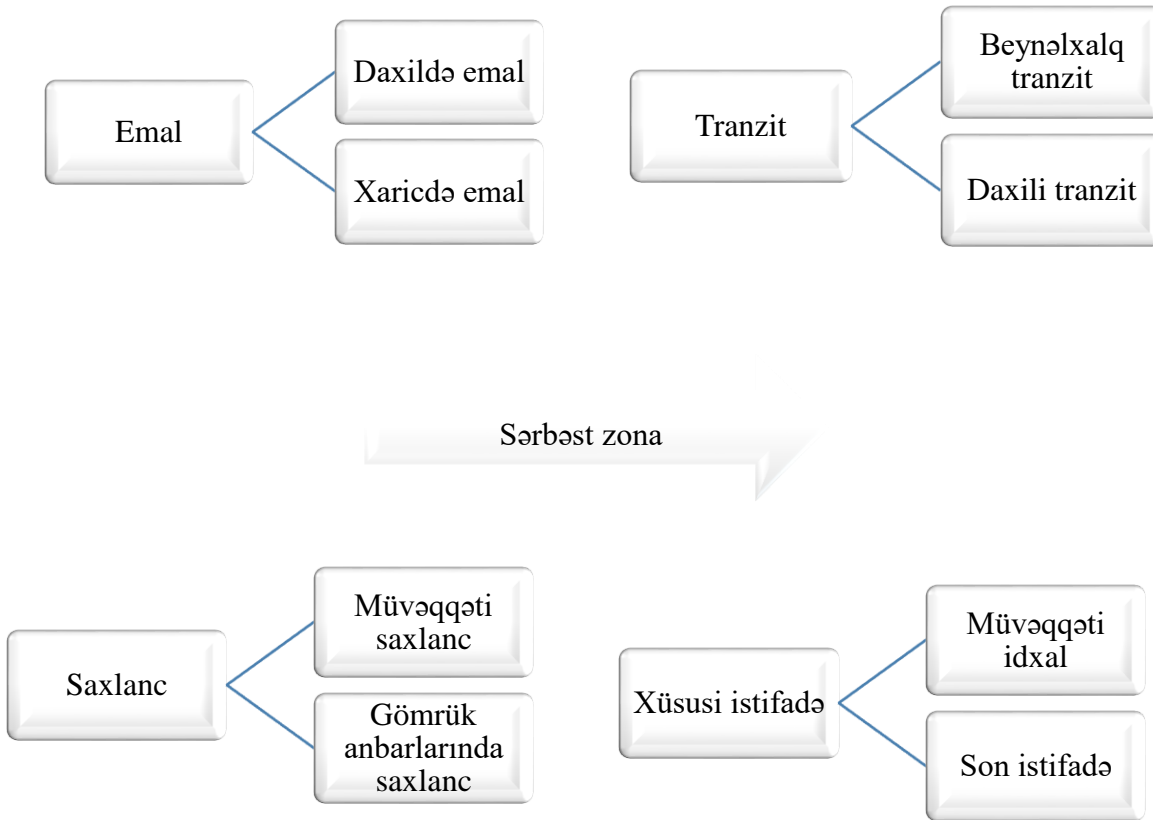 Emal
Daxildə emal
Xaricdə emal
Tranzit
Beynəlxalq
tranzit
Daxili tranzit
Sərbəst zona
Saxlanc
Müvəqqəti
saxlanc
Gömrük
anbarlarında
saxlanc
Xüsusi istifadə
Müvəqqəti
idxal
Son istifadə